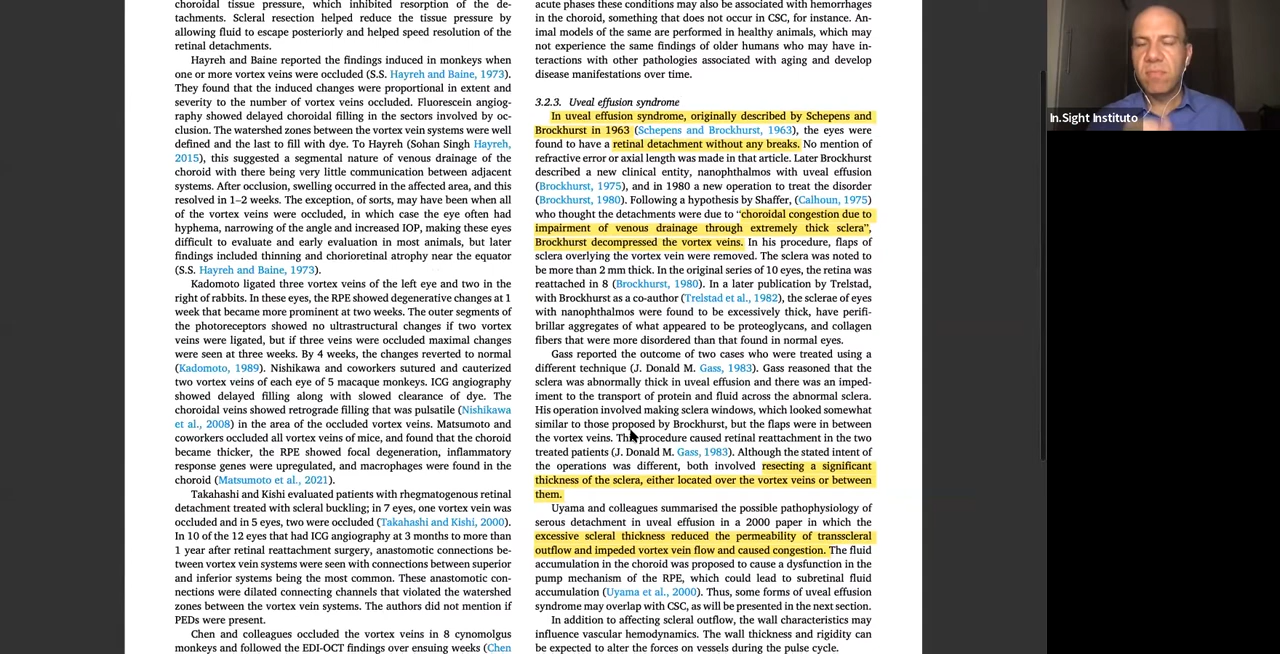 choroidal tissue pressure, which inhibited resorption of the de-
tachments. Scleral resection helped reduce the tissue pressure by
allowing fluid to escape posteriorly and helped speed resolution of the
retinal detachments.
Hayreh and Baine reported the findings induced in monkeys when
one or more vortex veins were occluded (S.S. Hayreh and Baine, 1973).
They found that the induced changes were proportional in extent and
severity to the number of vortex veins occluded. Fluorescein angiog-
raphy showed delayed choroidal filling in the sectors involved by oc-
clusion. The watershed zones between the vortex vein systems were well
defined and the last to fill with dye. To Hayreh (Sohan Singh Hayreh,
2015), this suggested a segmental nature of venous drainage of the
choroid with there being very little communication between adjacent
systems. After occlusion, swelling occurred in the affected area, and this
resolved in 1–2 weeks. The exception, of sorts, may have been when all
of the vortex veins were occluded, in which case the eye often had
hyphema, narrowing of the angle and increased IOP, making these eyes
difficult to evaluate and early evaluation in most animals, but later
findings included thinning and chorioretinal atrophy near the equator
(S.S. Hayreh and Baine, 1973).
Kadomoto ligated three vortex veins of the left eye and two in the
right of rabbits. In these eyes, the RPE showed degenerative changes at 1
week that became more prominent at two weeks. The outer segments of
the photoreceptors showed no ultrastructural changes if two vortex
veins were ligated, but if three veins were occluded maximal changes
were seen at three weeks. By 4 weeks, the changes reverted to normal
(Kadomoto, 1989). Nishikawa and coworkers sutured and cauterized
two vortex veins of each eye of 5 macaque monkeys. ICG angiography
showed delayed filling along with slowed clearance of dye. The
choroidal veins showed retrograde filling that was pulsatile (Nishikawa
et al., 2008) in the area of the occluded vortex veins. Matsumoto and
coworkers occluded all vortex veins of mice, and found that the choroid
became thicker, the RPE showed focal degeneration, inflammatory
response genes were upregulated, and macrophages were found in the
choroid (Matsumoto et al., 2021).
Takahashi and Kishi evaluated patients with rhegmatogenous retinal
detachment treated with scleral buckling; in 7 eyes, one vortex vein was
occluded and in 5 eyes, two were occluded (Takahashi and Kishi, 2000).
In 10 of the 12 eyes that had ICG angiography at 3 months to more than
1 year after retinal reattachment surgery, anastomotic connections be-
tween vortex vein systems were seen with connections between superior
and inferior systems being the most common. These anastomotic con-
nections were dilated connecting channels that violated the watershed
zones between the vortex vein systems. The authors did not mention if
PEDs were present.
Chen and colleagues occluded the vortex veins in 8 cynomolgus
monkeys and followed the EDI-OCT findings over ensuing weeks (Chen
acute phases these conditions may also be associated with hemorrhages
in the choroid, something that does not occur in CSC, for instance. An-
imal models of the same are performed in healthy animals, which may
not experience the same findings of older humans who may have in-
teractions with other pathologies associated with aging and develop
disease manifestations over time.
3.2.3. Uveal effusion syndrome
In uveal effusion syndrome, originally described by Schepens and
Brockhurst in 1963 (Schepens and Brockhurst, 1963), the eyes were
found to have a retinal detachment without any breaks. No mention of
refractive error or axial length was made in that article. Later Brockhurst
described a new clinical entity, nanophthalmos with uveal effusion
(Brockhurst, 1975), and in 1980 a new operation to treat the disorder
(Brockhurst, 1980). Following a hypothesis by Shaffer, (Calhoun, 1975)
who thought the detachments were due to “choroidal congestion due to
impairment of venous drainage through extremely thick sclera”,
Brockhurst decompressed the vortex veins. In his procedure, flaps of
sclera overlying the vortex vein were removed. The sclera was noted to
be more than 2 mm thick. In the original series of 10 eyes, the retina was
reattached in 8 (Brockhurst, 1980). In a later publication by Trelstad,
with Brockhurst as a co-author (Trelstad et al., 1982), the sclerae of eyes
with nanophthalmos were found to be excessively thick, have perifi-
brillar aggregates of what appeared to be proteoglycans, and collagen
fibers that were more disordered than that found in normal eyes.
Gass reported the outcome of two cases who were treated using a
different technique (J. Donald M. Gass, 1983). Gass reasoned that the
sclera was abnormally thick in uveal effusion and there was an imped-
iment to the transport of protein and fluid across the abnormal sclera.
His operation involved making sclera windows, which looked somewhat
similar to those proposed by Brockhurst, but the flaps were in between
the vortex veins. procedure caused retinal reattachment in the two
treated patients (J. Donald M. Gass, 1983). Although the stated intent of
the operations was different, both involved resecting a significant
thickness of the sclera, either located over the vortex veins or between
them.
Uyama and colleagues summarised the possible pathophysiology of
serous detachment in uveal effusion in a 2000 paper in which the
excessive scleral thickness reduced the permeability of transscleral
outflow and impeded vortex vein flow and caused congestion. The fluid
accumulation in the choroid was proposed to cause a dysfunction in the
pump mechanism of the RPE, which could lead to subretinal fluid
accumulation (Uyama et al., 2000). Thus, some forms of uveal effusion
syndrome may overlap with CSC, as will be presented in the next section.
In addition to affecting scleral outflow, the wall characteristics may
influence vascular hemodynamics. The wall thickness and rigidity can
be expected to alter the forces on vessels during the pulse cycle.
In.Sight Instituto